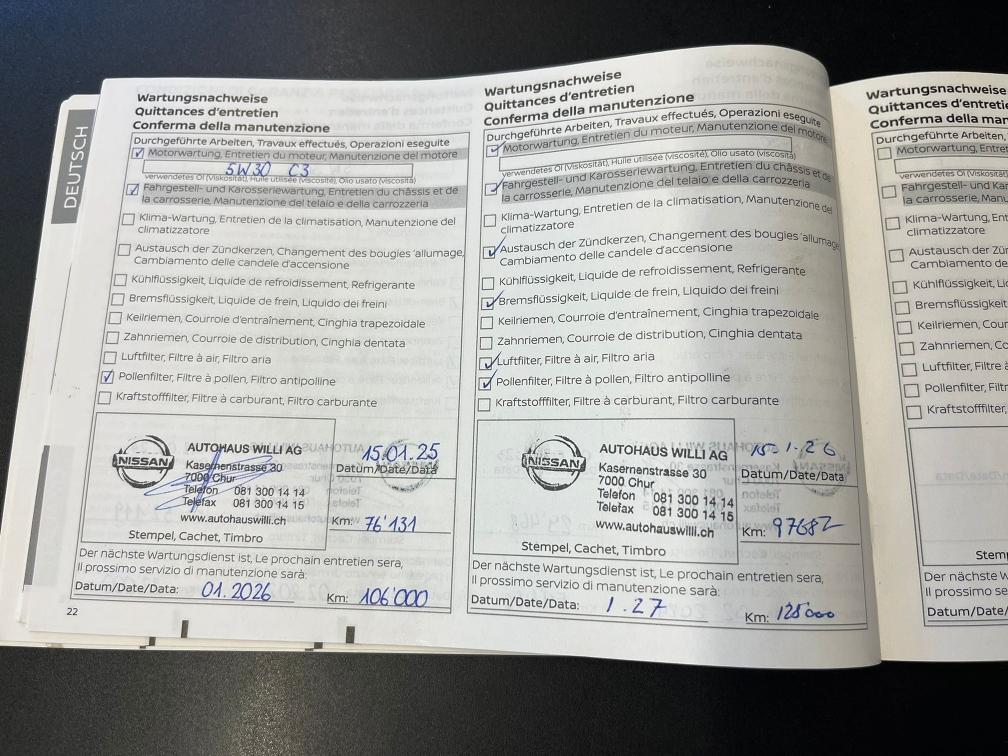 DEUTSCH
Wartungsnachweise
Quittances d'entretien
Conferma della manutenzione
Durchgeführte Arbeiten, Travaux effectués, Operazioni eseguite
Motorwartung, Entretien du moteur, Manutenzione del motore
5W30 C3
verwendetes Öl (Viskosität), Huile utilisée (viscosité), Olio usato (viscosità)
Fahrgestell- und Karosseriewartung, Entretien du châssis et de
la carrosserie, Manutenzione del telaio e della carrozzeria
Klima-Wartung, Entretien de la climatisation, Manutenzione del
climatizzatore
Austausch der Zündkerzen, Changement des bougies 'allumage,
Cambiamento delle candele d'accensione
Kühlflüssigkeit, Liquide de refroidissement, Refrigerante
Bremsflüssigkeit, Liquide de frein, Liquido dei freini
Keilriemen, Courroie d'entraînement, Cinghia trapezoidale
Zahnriemen, Courroie de distribution, Cinghia dentata
Luftfilter, Filtre à air, Filtro aria
Pollenfilter, Filtre à pollen, Filtro antipolline
Kraftstofffilter, Filtre à carburant, Filtro carburante
NISSAN
AUTOHAUS WILLI AG
Kasernenstrasse 30
7000 Chur
Telefon 081 300 14 14
Telefax 081 300 14 15
www.autohauswilli.ch
15.01.25
Datum/Date/Data
Km: 76'131
Stempel, Cachet, Timbro
Der nächste Wartungsdienst ist, Le prochain entretien sera,
Il prossimo servizio di manutenzione sarà:
Datum/Date/Data: 01.2026 Km: 106'000
22
Wartungsnachweise
Quittances d'entretien
Conferma della manutenzione
Durchgeführte Arbeiten, Travaux effectués, Operazioni eseguite
Motorwartung, Entretien du moteur, Manutenzione del motore
verwendetes Öl (Viskosität), Huile utilisée (viscosité), Olio usato (viscosità)
Fahrgestell- und Karosseriewartung, Entretien du châssis et de
la carrosserie, Manutenzione del telaio e della carrozzeria
Klima-Wartung, Entretien de la climatisation, Manutenzione del
climatizzatore
Austausch der Zündkerzen, Changement des bougies 'allumage,
Cambiamento delle candele d'accensione
Kühlflüssigkeit, Liquide de refroidissement, Refrigerante
Bremsflüssigkeit, Liquide de frein, Liquido dei freini
Keilriemen, Courroie d'entraînement, Cinghia trapezoidale
Zahnriemen, Courroie de distribution, Cinghia dentata
Luftfilter, Filtre à air, Filtro aria
Pollenfilter, Filtre à pollen, Filtro antipolline
Kraftstofffilter, Filtre à carburant, Filtro carburante
NISSAN
AUTOHAUS WILLI AG
Kasernenstrasse 30
7000 Chur
Telefon 081 300 14 14
Telefax 081 300 14 15
www.autohauswilli.ch
15.1.26
Datum/Date/Data
Km: 97682
Stempel, Cachet, Timbro
Der nächste Wartungsdienst ist, Le prochain entretien sera,
Il prossimo servizio di manutenzione sarà:
Datum/Date/Data: 1.27 Km: 125000
Wartungsnachweise
Quittances d'entretien
Conferma della man
Durchgeführte Arbeiten,
Motorwartung, Entret
Fahrgestell- und Karos
la carrosserie, Manute
Klima-Wartung, Entret
climatizzatore
Austausch der Zündk
Cambiamento delle c
Kühlflüssigkeit, Liquid
Bremsflüssigkeit, Liq
Keilriemen, Courroie
Zahnriemen, Co
Luftfilter, Filtre à
Pollenfilter, Filtr
Kraftstofffilter,
Stemp
Der nächste W
Il prossimo se
Datum/Date/D